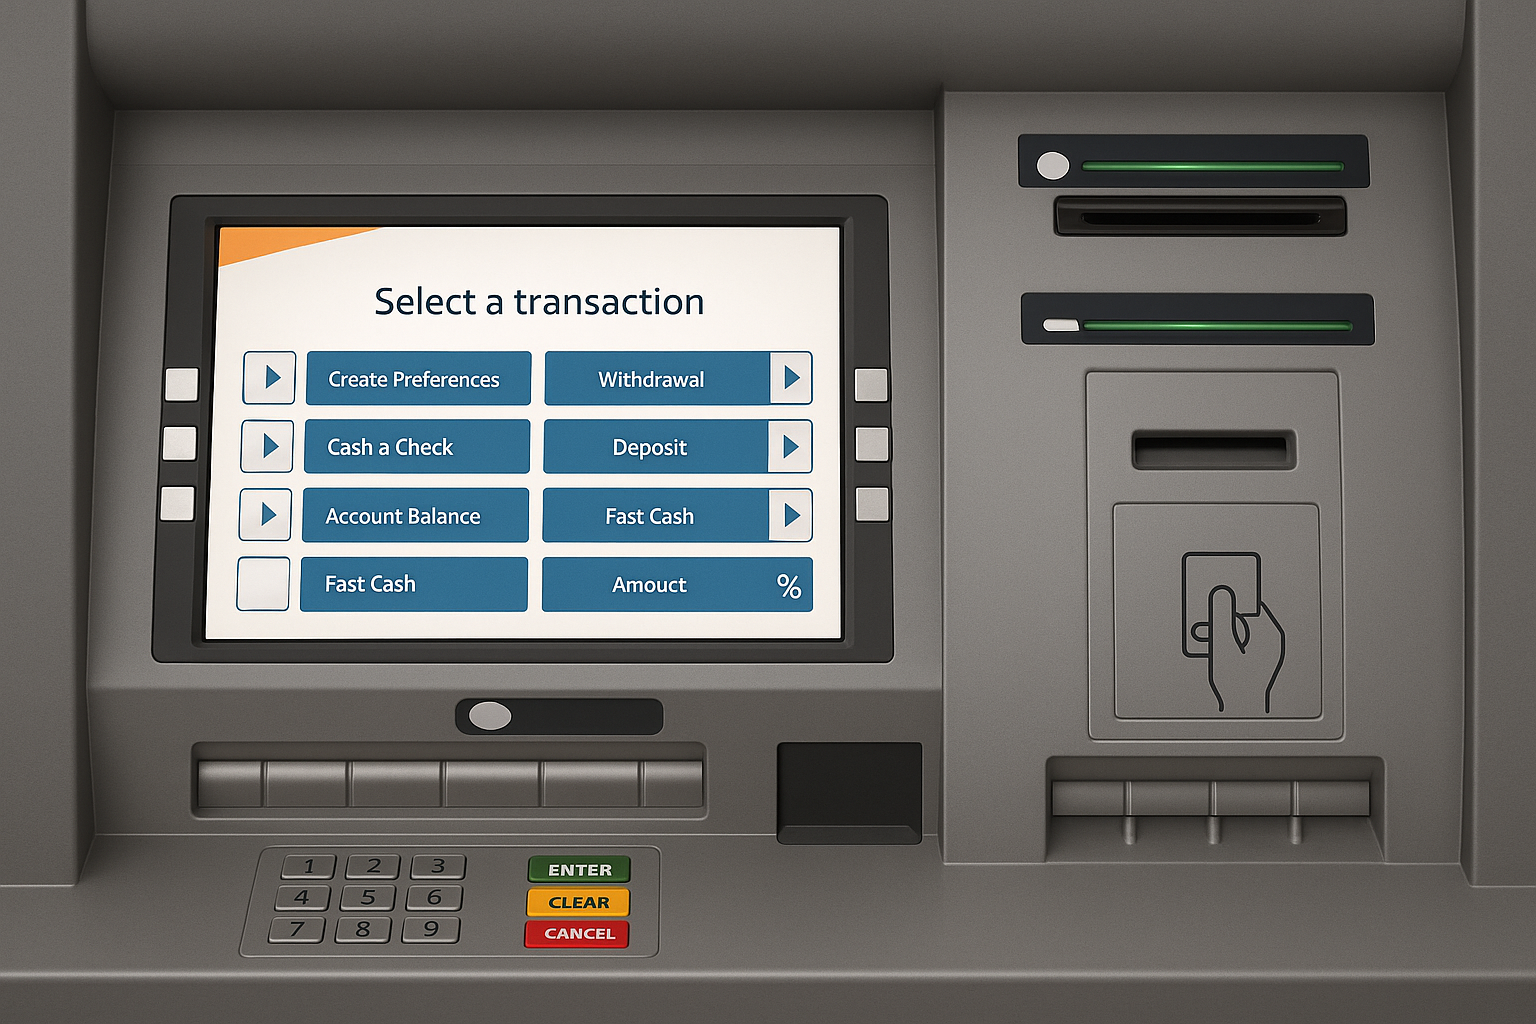 Select a transaction
Create Preferences
Withdrawal
Cash a Check
Deposit
Account Balance
Fast Cash
Fast Cash
Amouct %
1 2 3
ENTER
4 5 6
CLEAR
7 8 9
CANCEL